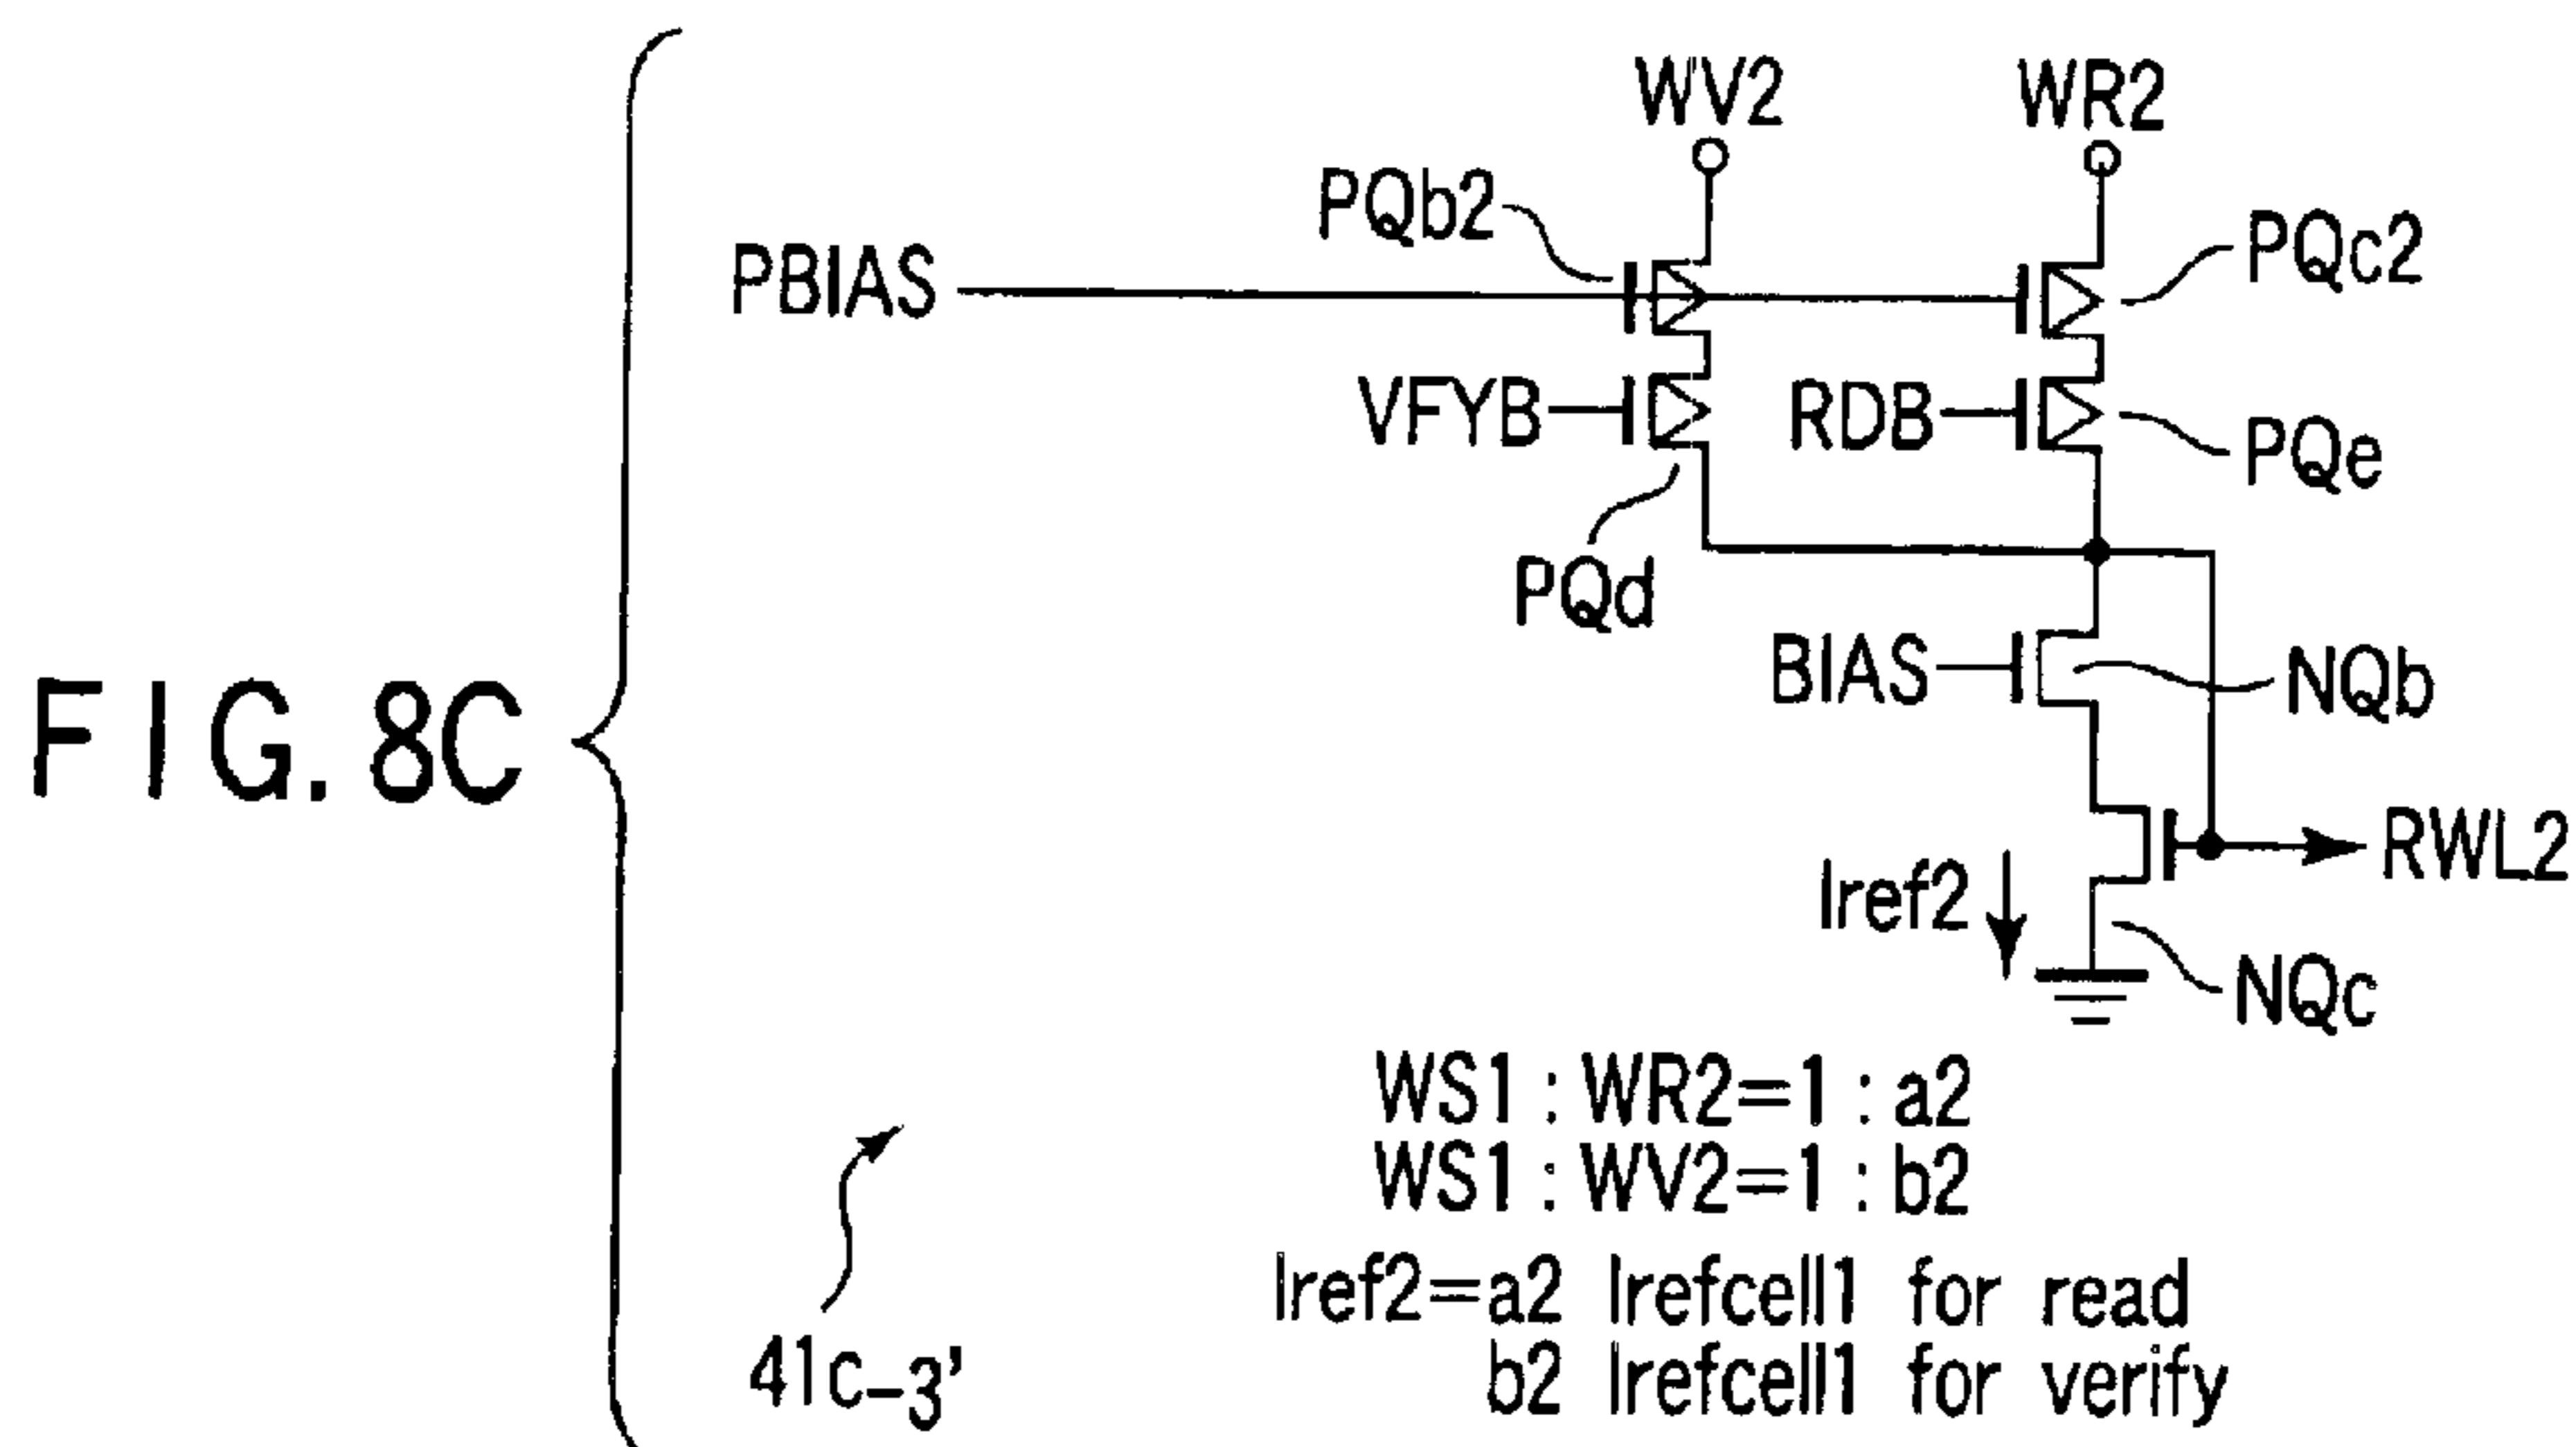 WV2
WR2
PQb2
PQc2
PBIAS
VFYB
RDB
PQe
PQd
BIAS
NQb
FIG. 8C
RWL2
Iref2
NQc
WS1 : WR2=1 : a2
WS1 : WV2=1 : b2
Iref2=a2 Irefcell1 for read
b2 Irefcell1 for verify
41c-3'